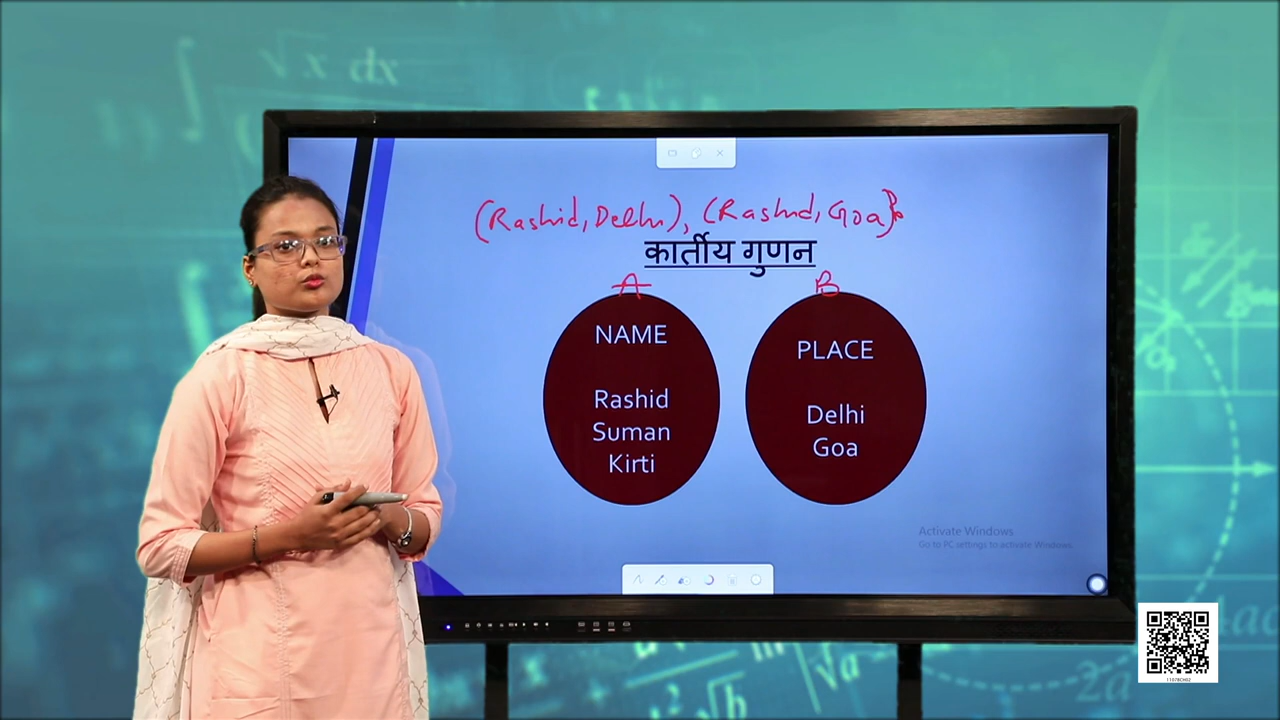 (Rashid, Delhi), (Rashid, Goa)}
कार्तीय गुणन
A
B
NAME
Rashid
Suman
Kirti
PLACE
Delhi
Goa
Activate Windows
Go to PC settings to activate Windows.
√x dx